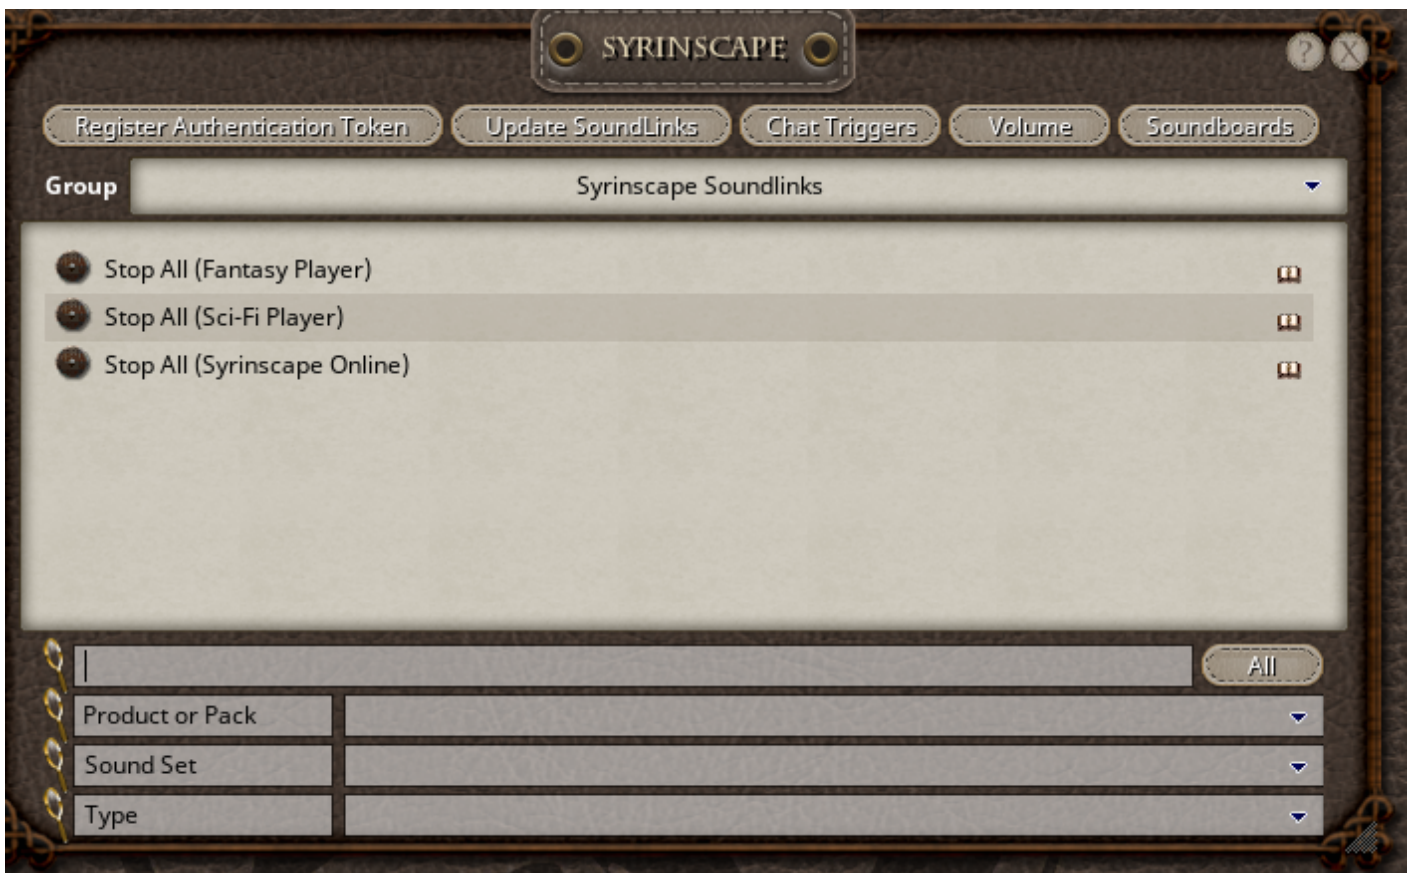 SYRINSCAPE
? X
Register Authentication Token Update SoundLinks Chat Triggers Volume Soundboards
Group Syrinscape Soundlinks
Stop All (Fantasy Player)
Stop All (Sci-Fi Player)
Stop All (Syrinscape Online)
All
Product or Pack
Sound Set
Type